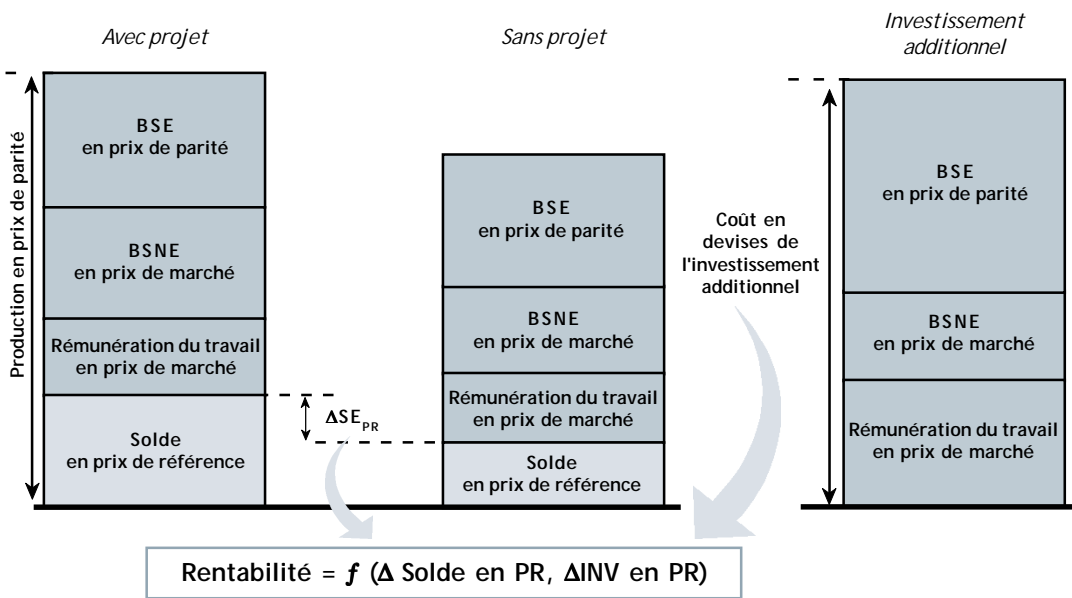 Avec projet
Sans projet
Investissement
additionnel
Production en prix de parité
BSE
en prix de parité
BSNE
en prix de marché
Rémunération du travail
en prix de marché
Solde
en prix de référence
ΔSE_PR
BSE
en prix de parité
BSNE
en prix de marché
Rémunération du travail
en prix de marché
Solde
en prix de référence
Coût en
devises de
l'investissement
additionnel
BSE
en prix de parité
BSNE
en prix de marché
Rémunération du travail
en prix de marché
Rentabilité = f (Δ Solde en PR, ΔINV en PR)